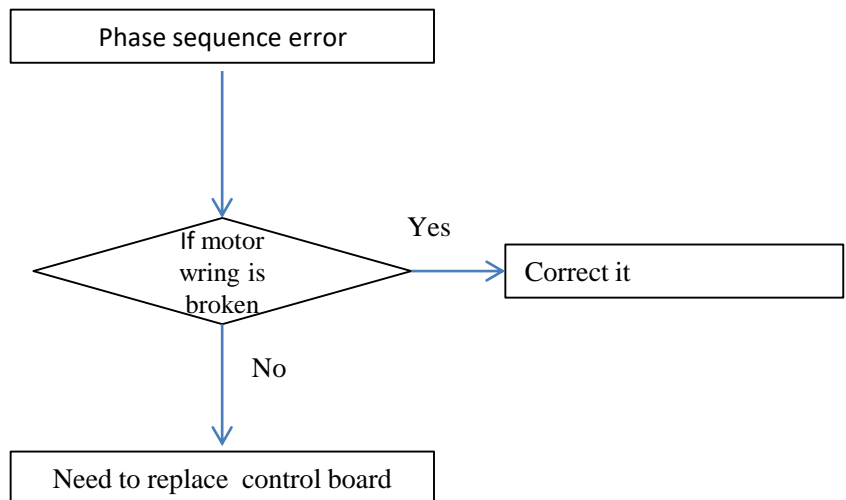 Phase sequence error
If motor
wring is
broken
Yes
Correct it
No
Need to replace control board